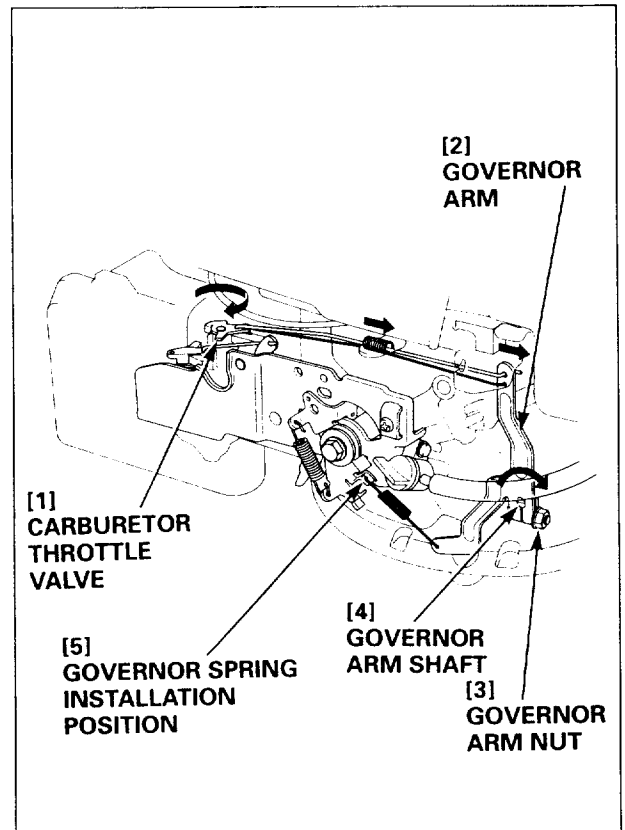 [2]
GOVERNOR
ARM
[1]
CARBURETOR
THROTTLE
VALVE
[5]
GOVERNOR SPRING
INSTALLATION
POSITION
[4]
GOVERNOR
ARM SHAFT
[3]
GOVERNOR
ARM NUT